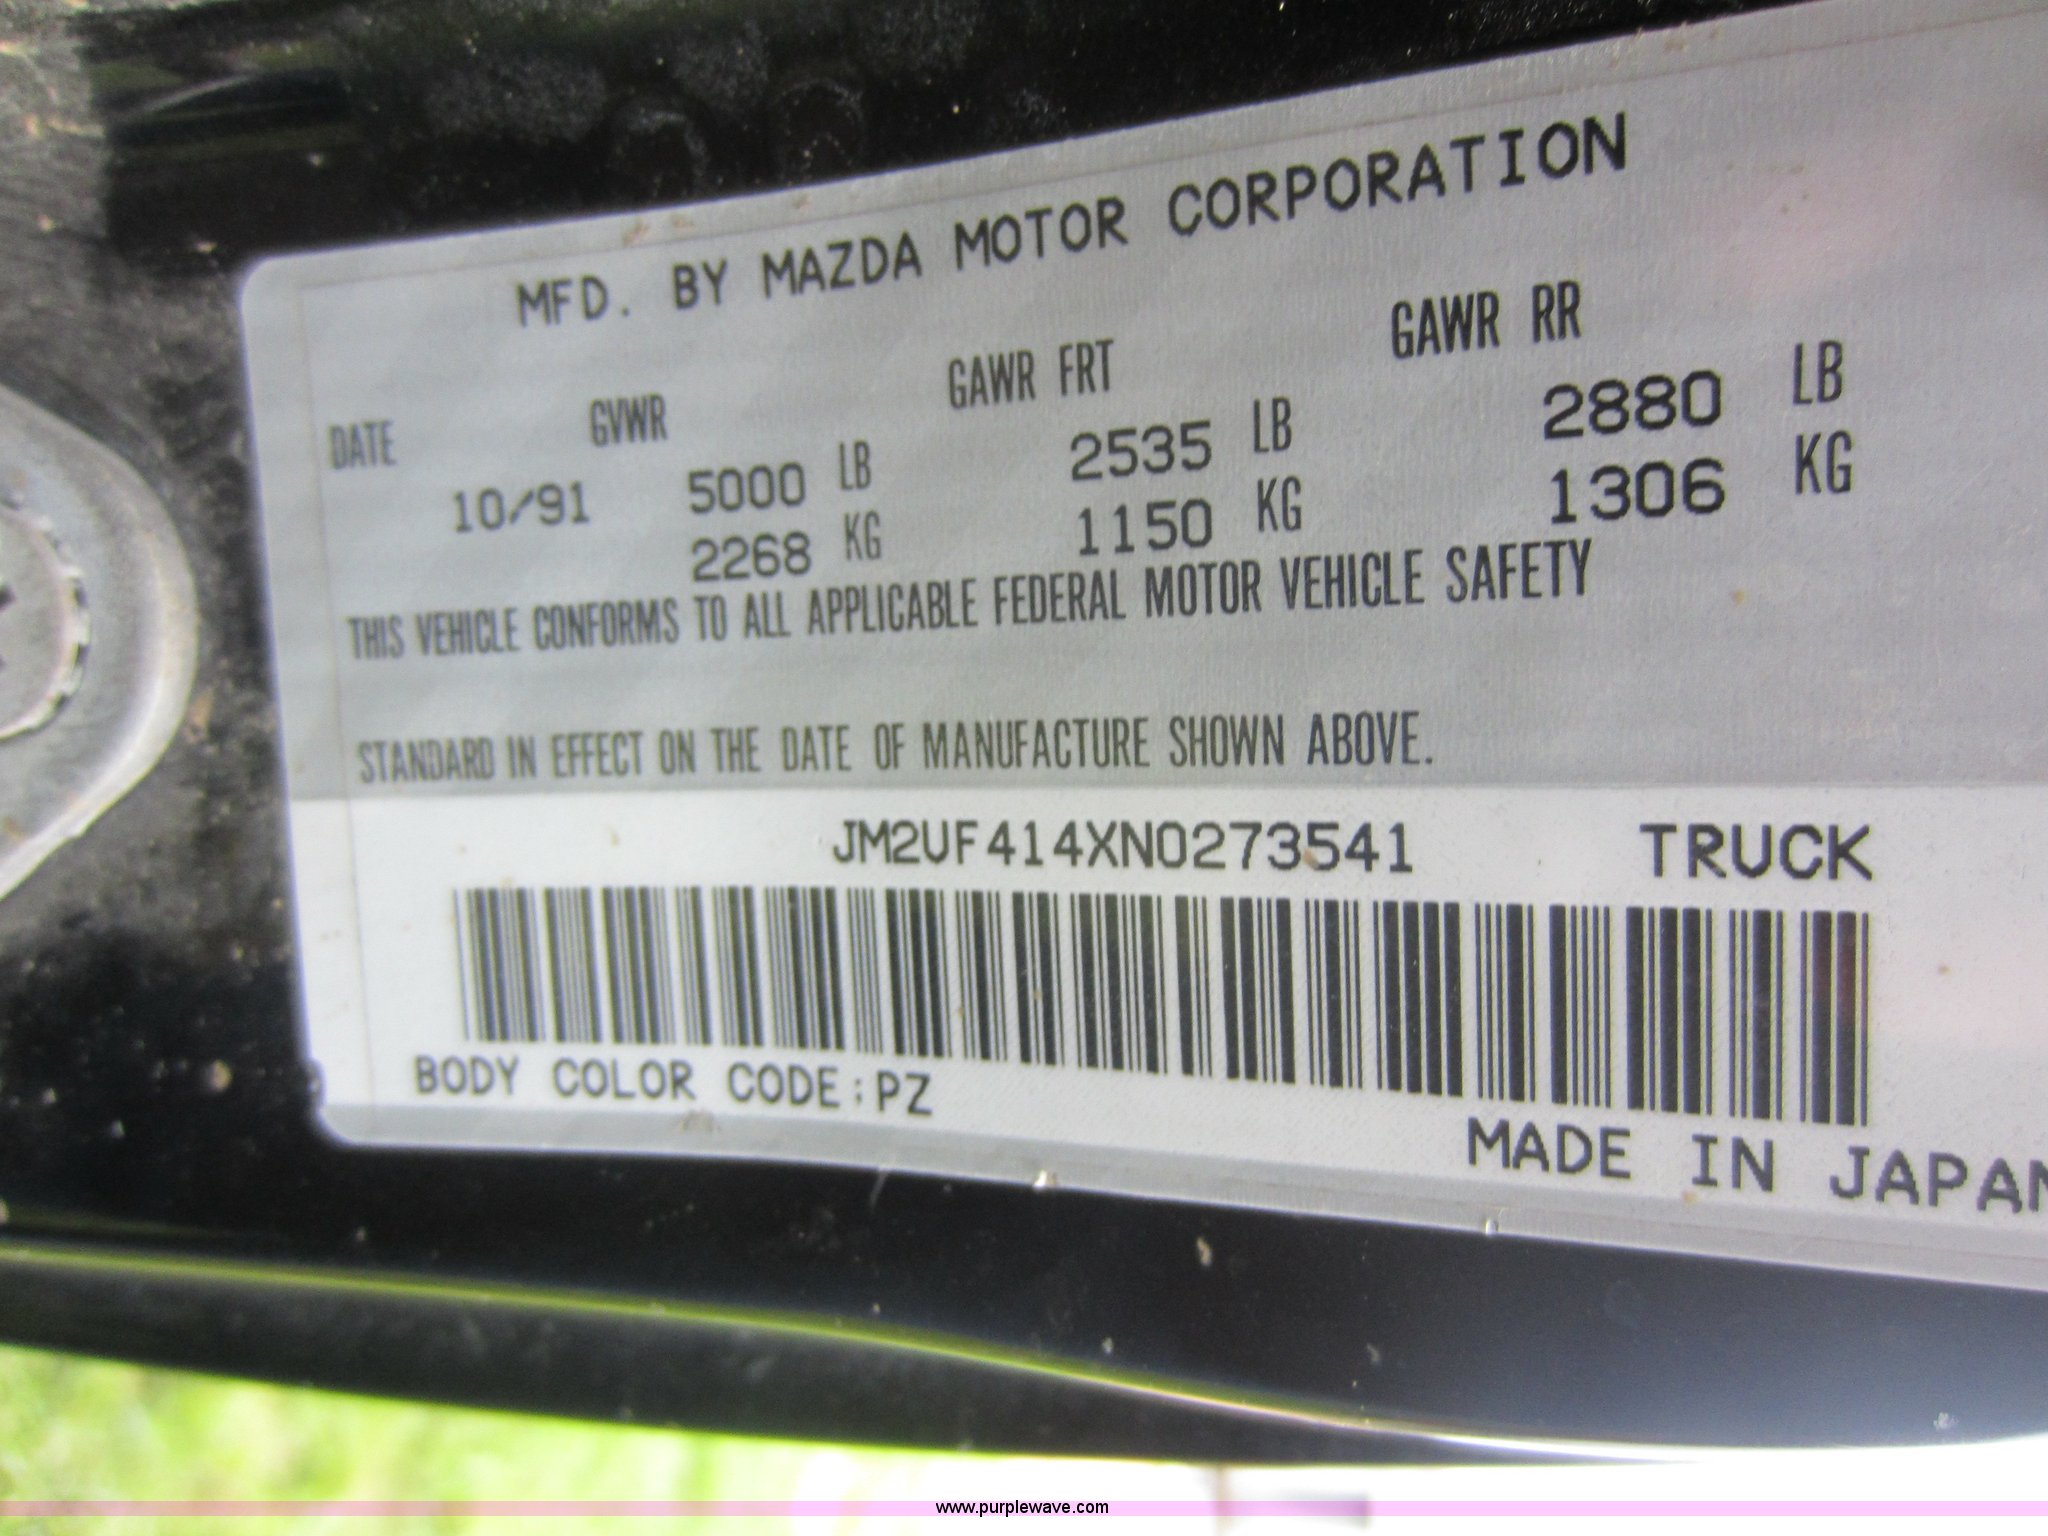 MFD. BY MAZDA MOTOR CORPORATION
DATE GVWR GAWR FRT GAWR RR
10/91 5000 LB 2535 LB 2880 LB
2268 KG 1150 KG 1306 KG
THIS VEHICLE CONFORMS TO ALL APPLICABLE FEDERAL MOTOR VEHICLE SAFETY
STANDARD IN EFFECT ON THE DATE OF MANUFACTURE SHOWN ABOVE.
JM2UF414XN0273541 TRUCK
BODY COLOR CODE:PZ
MADE IN JAPAN
www.purplewave.com